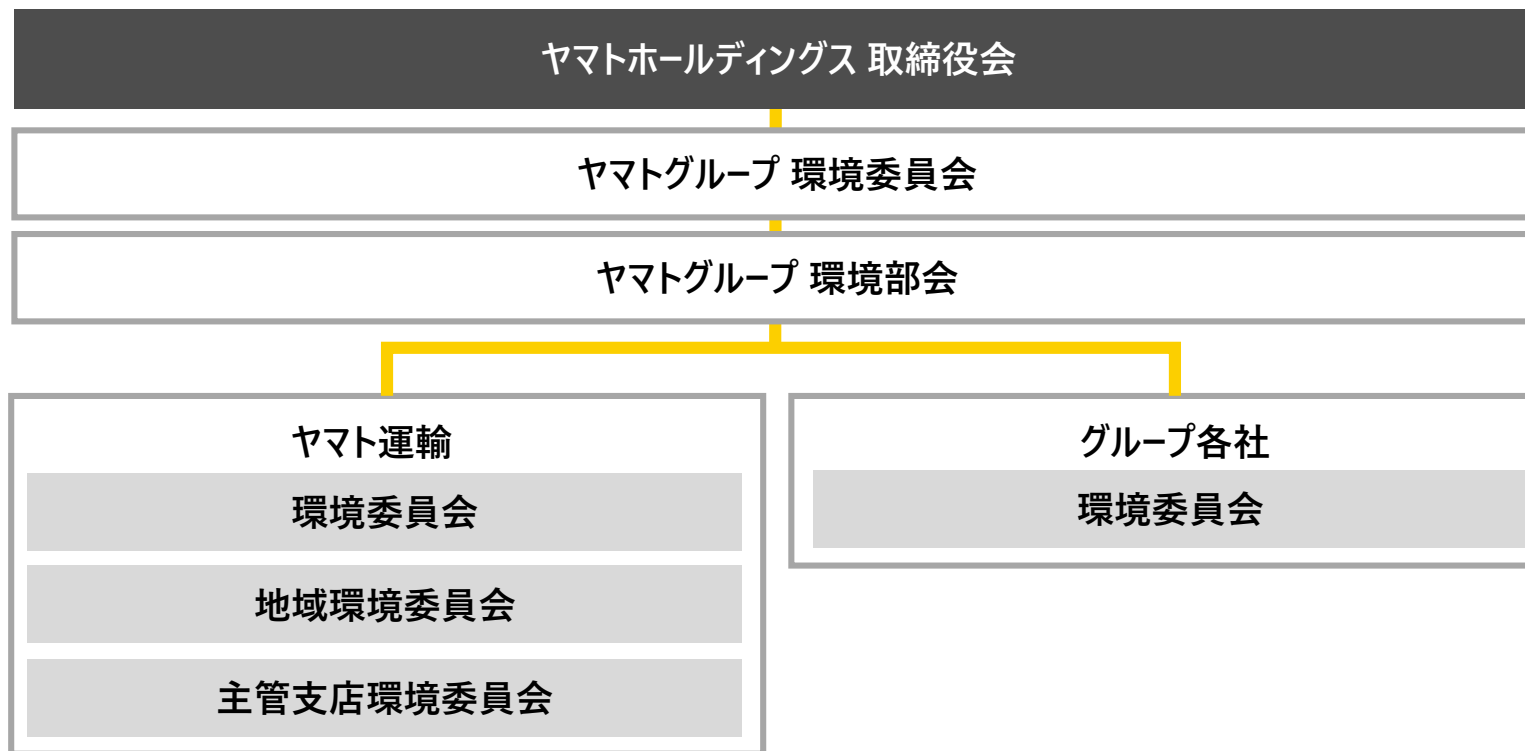 ヤマトホールディングス 取締役会
ヤマトグループ 環境委員会
ヤマトグループ 環境部会
ヤマト運輸
環境委員会
地域環境委員会
主管支店環境委員会
グループ各社
環境委員会